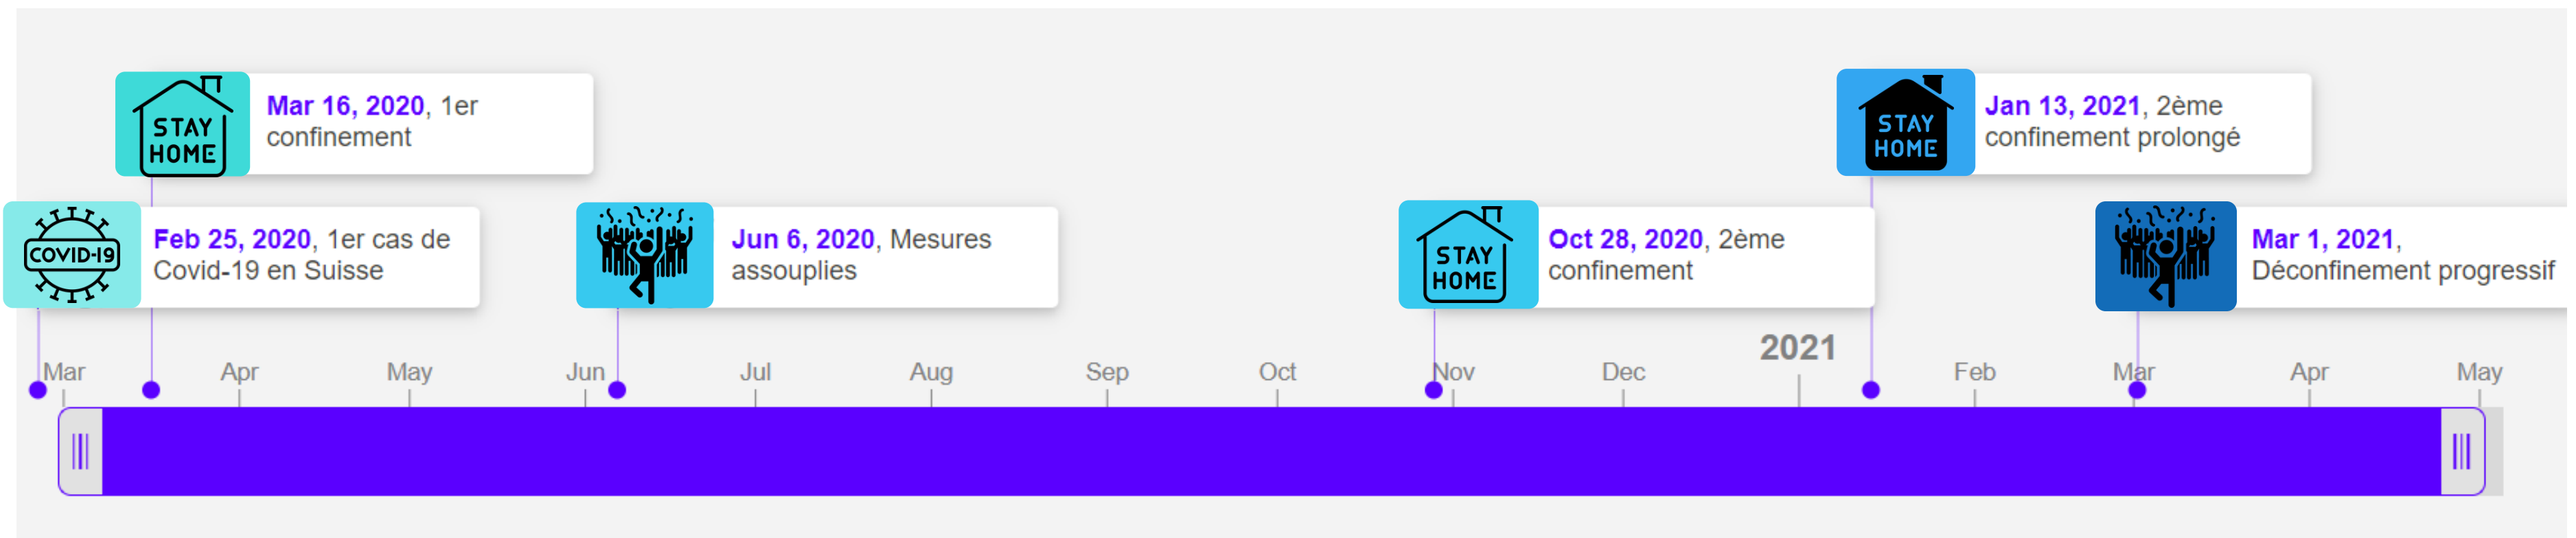 STAY
HOME
Mar 16, 2020, 1er
confinement
STAY
HOME
Jan 13, 2021, 2ème
confinement prolongé
COVID-19
Feb 25, 2020, 1er cas de
Covid-19 en Suisse
Jun 6, 2020, Mesures
assouplies
STAY
HOME
Oct 28, 2020, 2ème
confinement
Mar 1, 2021,
Déconfinement progressif
2021
Mar Apr May Jun Jul Aug Sep Oct Nov Dec Feb Mar Apr May